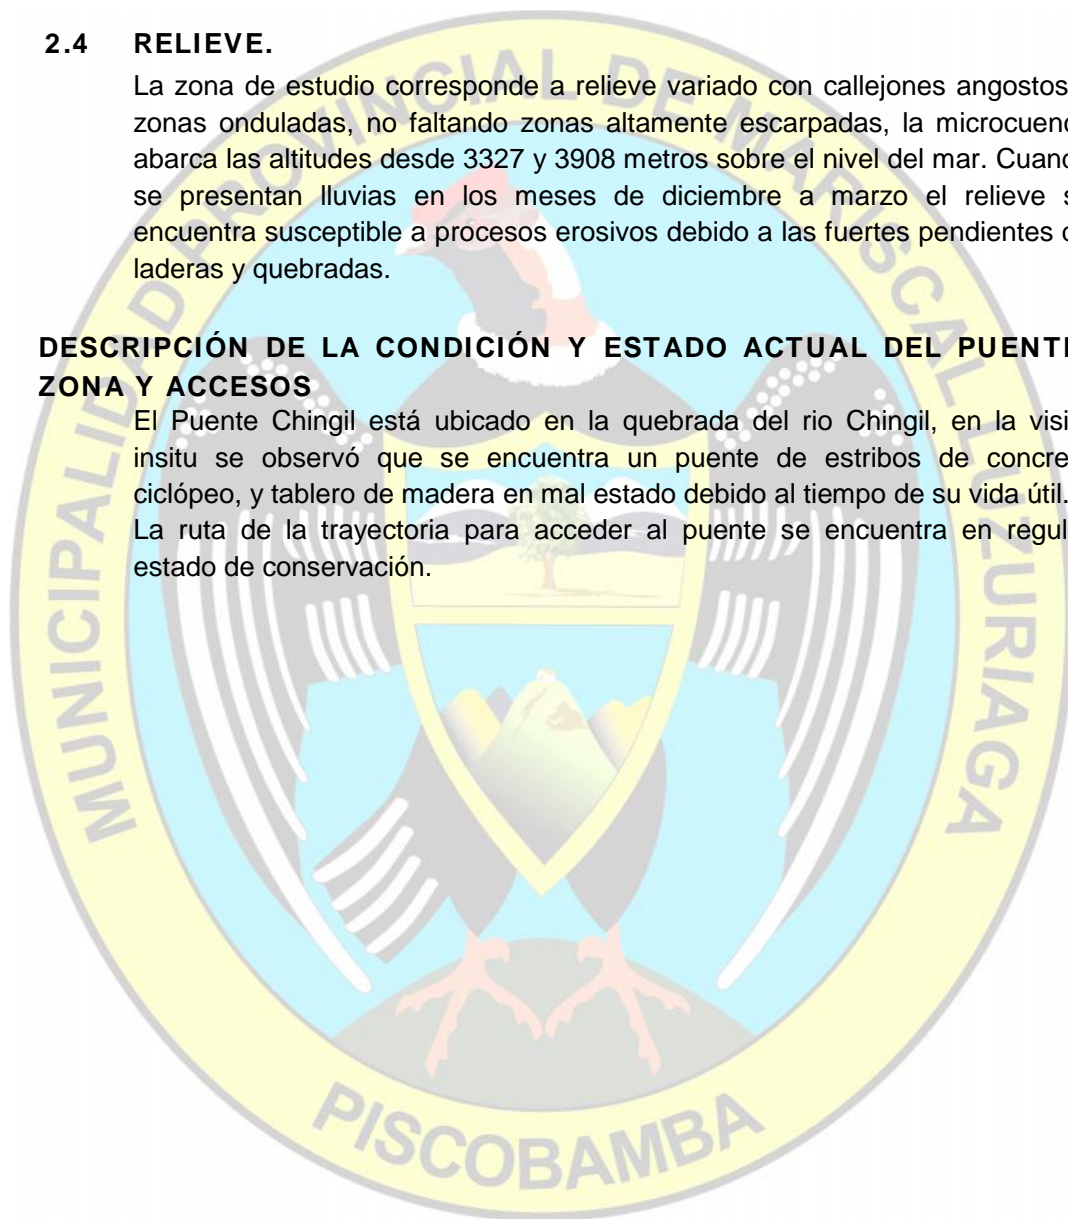 2.4 RELIEVE.
La zona de estudio corresponde a relieve variado con callejones angostos
zonas onduladas, no faltando zonas altamente escarpadas, la microcuenc
abarca las altitudes desde 3327 y 3908 metros sobre el nivel del mar. Cuand
se presentan lluvias en los meses de diciembre a marzo el relieve s
encuentra susceptible a procesos erosivos debido a las fuertes pendientes d
laderas y quebradas.
DESCRIPCIÓN DE LA CONDICIÓN Y ESTADO ACTUAL DEL PUENTE
ZONA Y ACCESOS
El Puente Chingil está ubicado en la quebrada del rio Chingil, en la visi
insitu se observó que se encuentra un puente de estribos de concre
ciclópeo, y tablero de madera en mal estado debido al tiempo de su vida útil.
La ruta de la trayectoria para acceder al puente se encuentra en regul
estado de conservación.
MUNICIPALIDAD PROVINCIAL DE MARISCAL LUZURIAGA
PISCOBAMBA